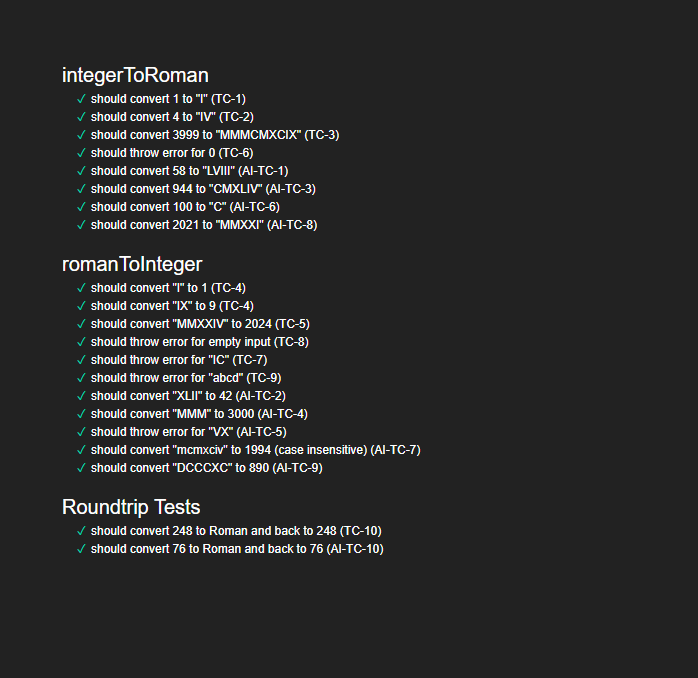 integerToRoman
✓ should convert 1 to "I" (TC-1)
✓ should convert 4 to "IV" (TC-2)
✓ should convert 3999 to "MMMCMXCIX" (TC-3)
✓ should throw error for 0 (TC-6)
✓ should convert 58 to "LVIII" (AI-TC-1)
✓ should convert 944 to "CMXLIV" (AI-TC-3)
✓ should convert 100 to "C" (AI-TC-6)
✓ should convert 2021 to "MMXXI" (AI-TC-8)
romanToInteger
✓ should convert "I" to 1 (TC-4)
✓ should convert "IX" to 9 (TC-4)
✓ should convert "MMXXIV" to 2024 (TC-5)
✓ should throw error for empty input (TC-8)
✓ should throw error for "IC" (TC-7)
✓ should throw error for "abcd" (TC-9)
✓ should convert "XLII" to 42 (AI-TC-2)
✓ should convert "MMM" to 3000 (AI-TC-4)
✓ should throw error for "VX" (AI-TC-5)
✓ should convert "mcmxciv" to 1994 (case insensitive) (AI-TC-7)
✓ should convert "DCCCXC" to 890 (AI-TC-9)
Roundtrip Tests
✓ should convert 248 to Roman and back to 248 (TC-10)
✓ should convert 76 to Roman and back to 76 (AI-TC-10)